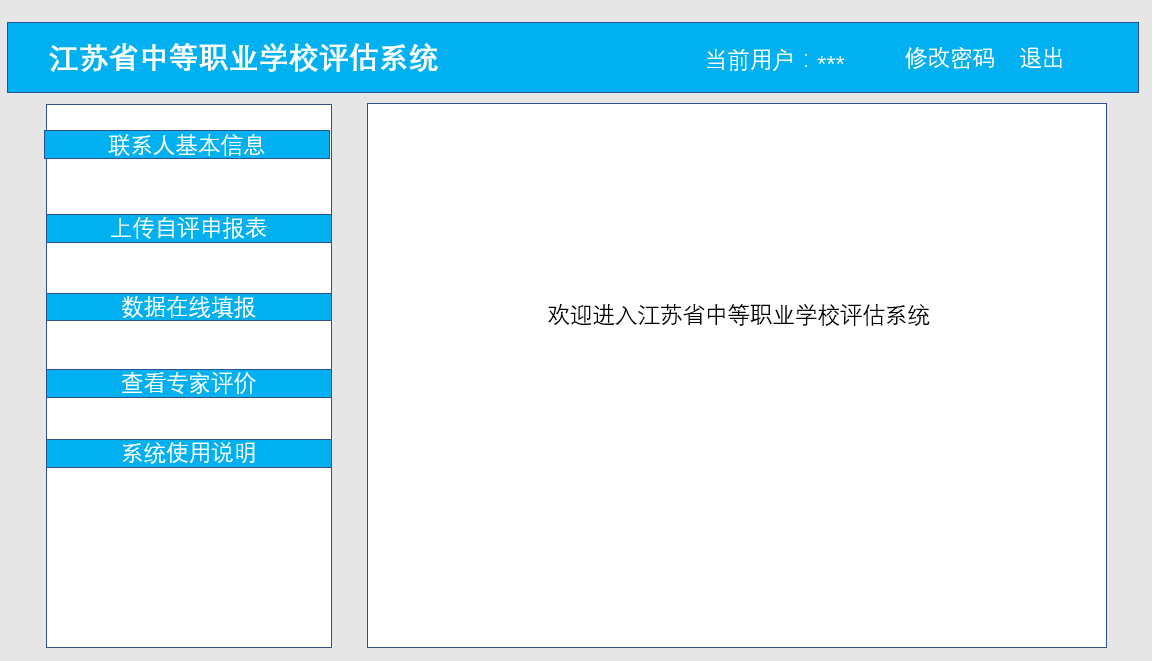 江苏省中等职业学校评估系统
当前用户：*** 修改密码 退出
联系人基本信息
上传自评申报表
数据在线填报
查看专家评价
系统使用说明
欢迎进入江苏省中等职业学校评估系统